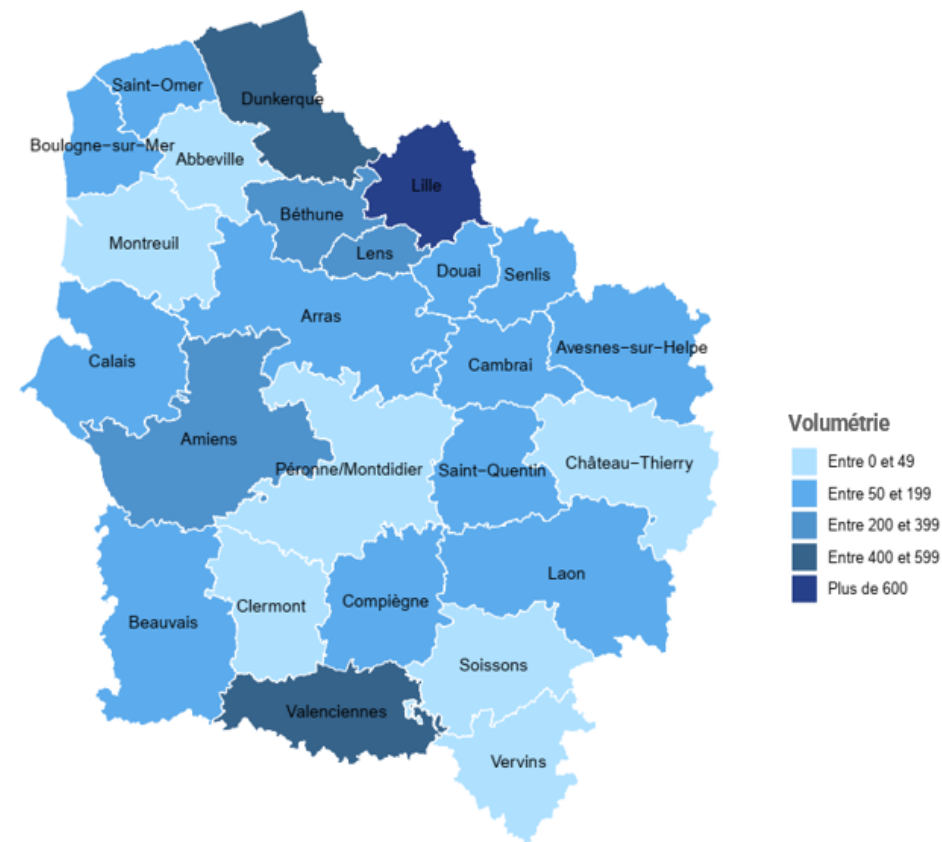 Saint−Omer
Dunkerque
Boulogne−sur−Mer
Abbeville
Lille
Béthune
Montreuil
Lens
Douai
Senlis
Arras
Avesnes−sur−Helpe
Calais
Cambrai
Amiens
Péronne/Montdidier
Saint−Quentin
Château−Thierry
Laon
Clermont
Compiègne
Beauvais
Soissons
Valenciennes
Vervins
Volumétrie
Entre 0 et 49
Entre 50 et 199
Entre 200 et 399
Entre 400 et 599
Plus de 600